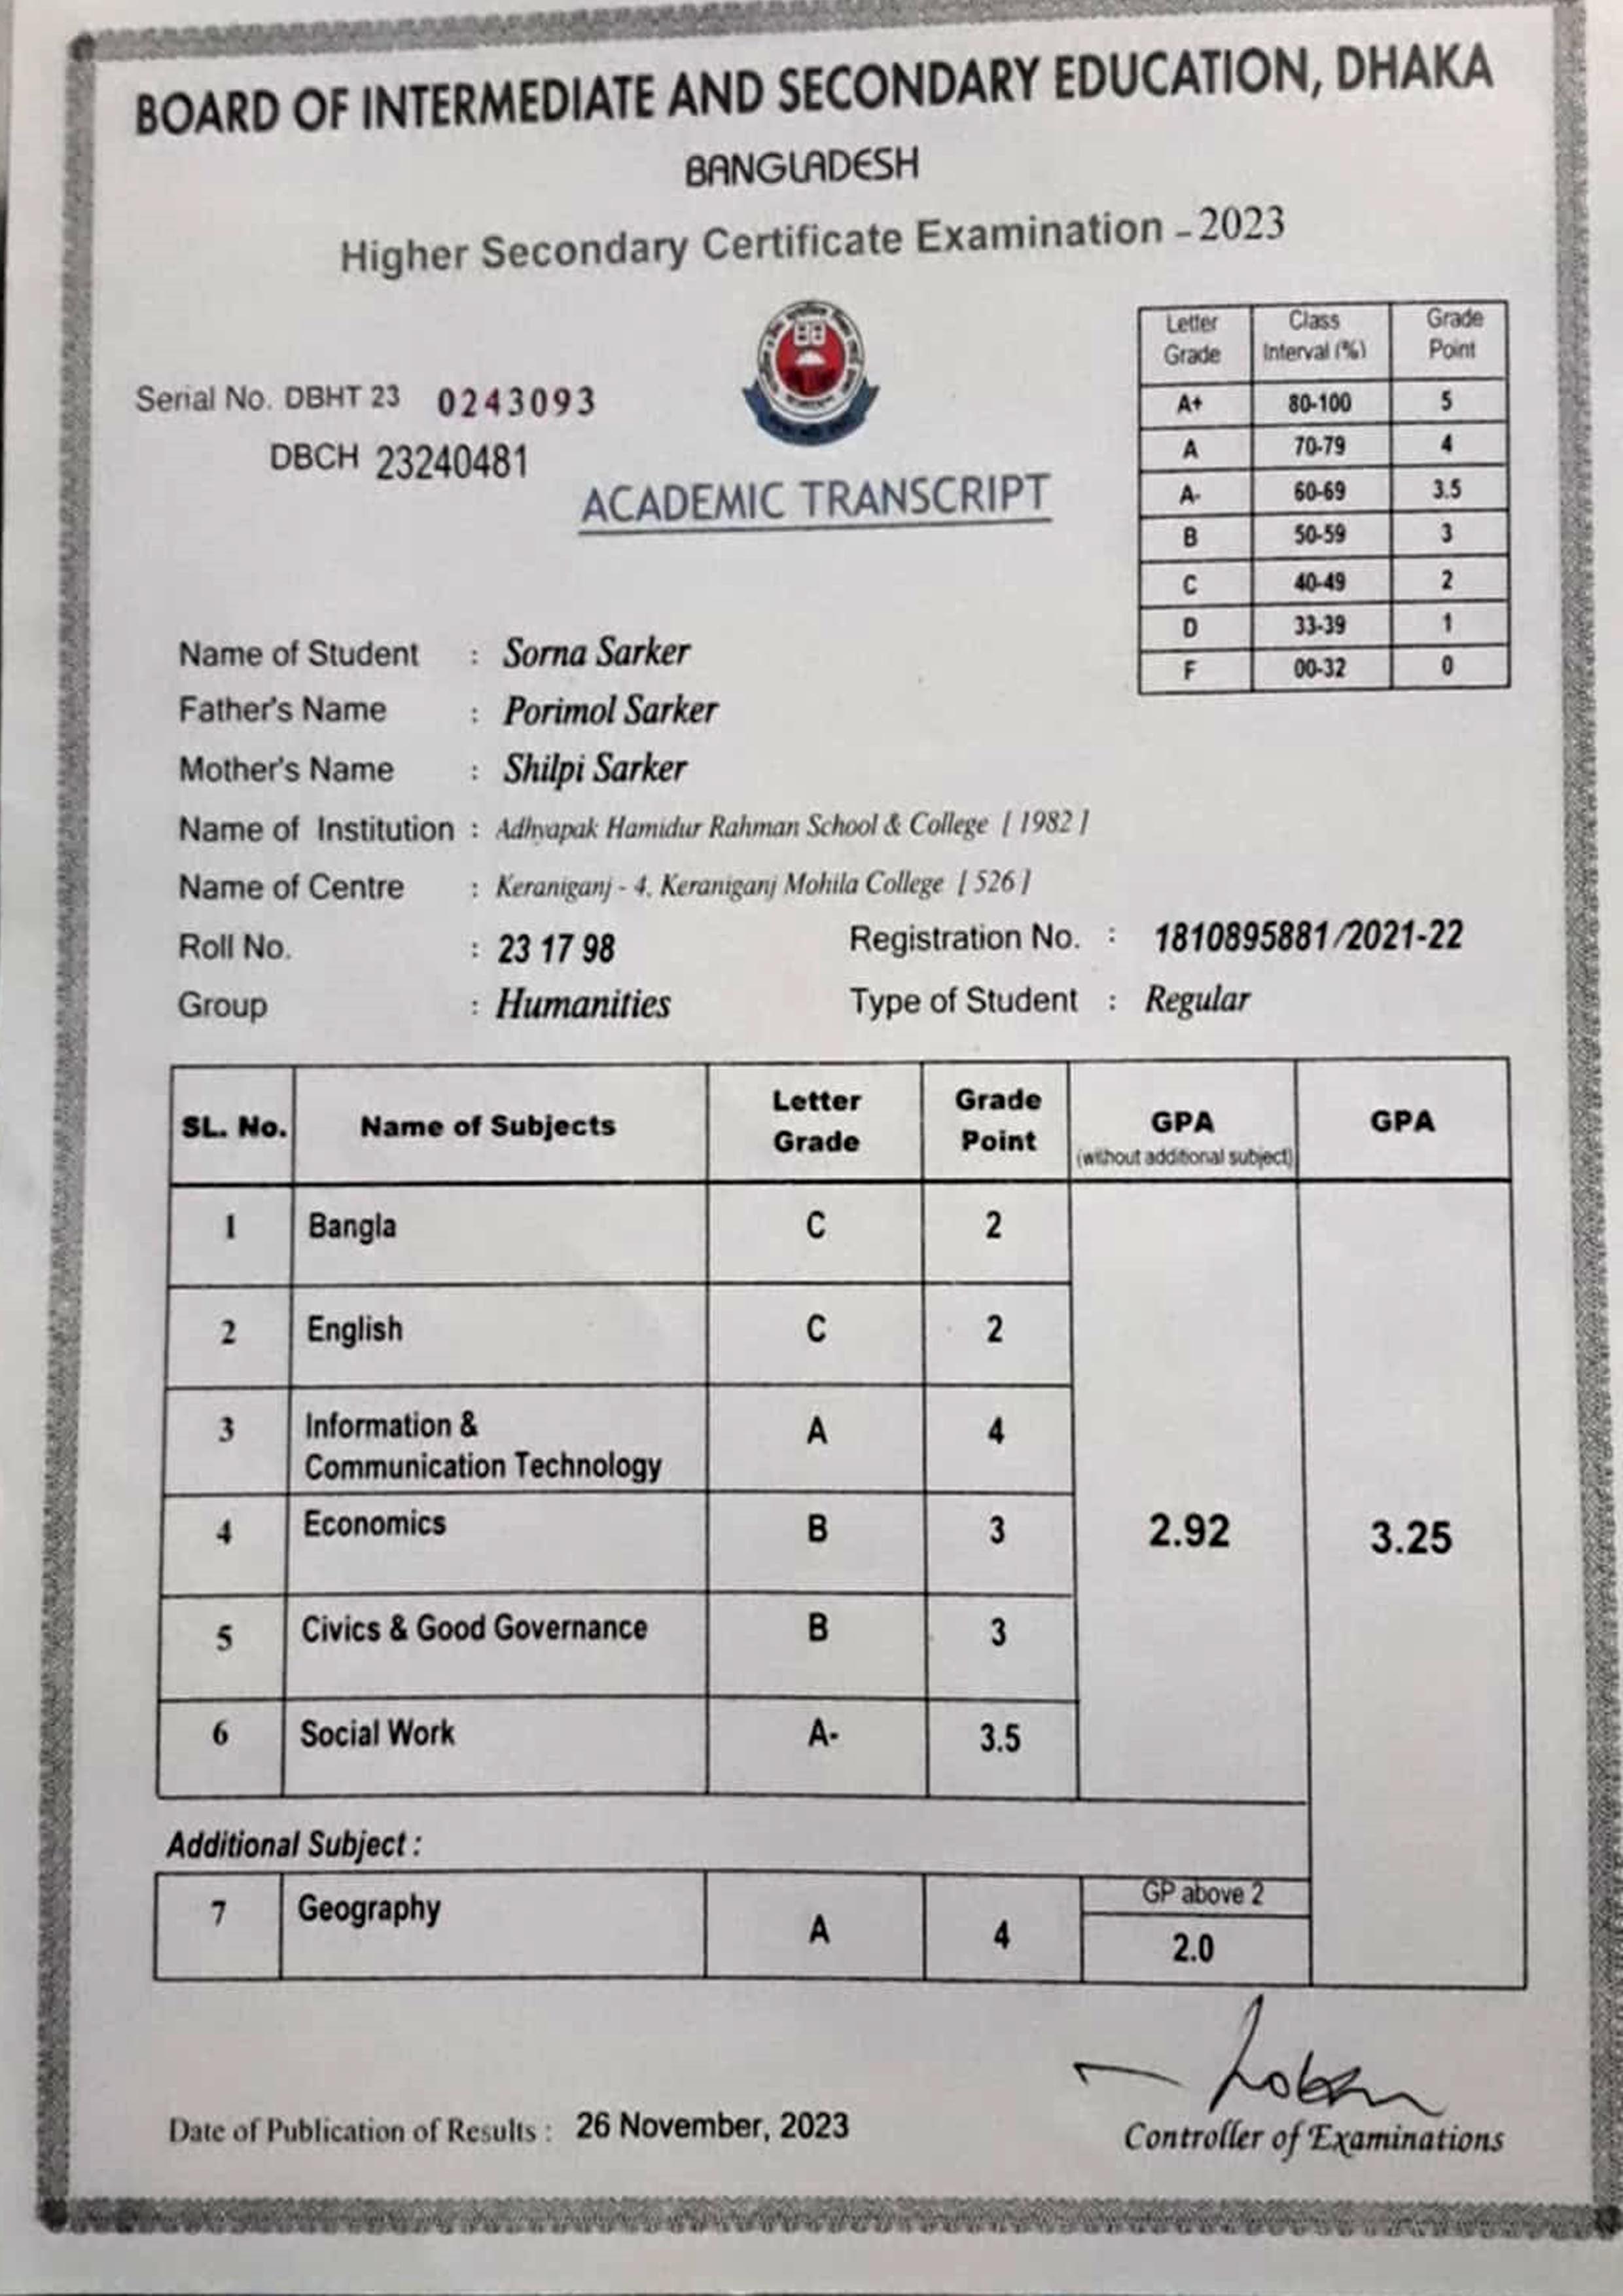 BOARD OF INTERMEDIATE AND SECONDARY EDUCATION, DHAKA
BANGLADESH
Higher Secondary Certificate Examination - 2023
Serial No. DBHT 23 0243093
DBCH 23240481
ACADEMIC TRANSCRIPT
Letter Grade Class Interval (%) Grade Point
A+ 80-100 5
A 70-79 4
A- 60-69 3.5
B 50-59 3
C 40-49 2
D 33-39 1
F 00-32 0
Name of Student : Sorna Sarker
Father's Name : Porimol Sarker
Mother's Name : Shilpi Sarker
Name of Institution : Adhyapak Hamidur Rahman School & College [ 1982 ]
Name of Centre : Keraniganj - 4, Keraniganj Mohila College [ 526 ]
Roll No. : 23 17 98 Registration No. : 1810895881/2021-22
Group : Humanities Type of Student : Regular
SL. No. Name of Subjects Letter Grade Grade Point GPA (without additional subject) GPA
1 Bangla C 2
2 English C 2
3 Information & Communication Technology A 4
4 Economics B 3 2.92 3.25
5 Civics & Good Governance B 3
6 Social Work A- 3.5
Additional Subject :
7 Geography A 4 GP above 2
2.0
Date of Publication of Results : 26 November, 2023
Controller of Examinations